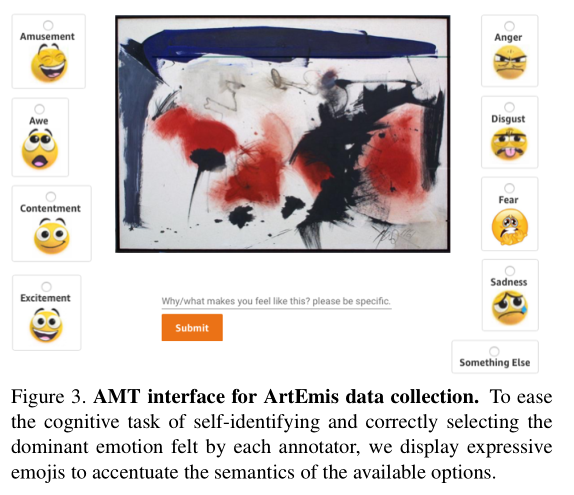 Amusement
Awe
Contentment
Excitement
Anger
Disgust
Fear
Sadness
Something Else
Why/what makes you feel like this? please be specific.
Submit
Figure 3. AMT interface for ArtEmis data collection. To ease
the cognitive task of self-identifying and correctly selecting the
dominant emotion felt by each annotator, we display expressive
emojis to accentuate the semantics of the available options.